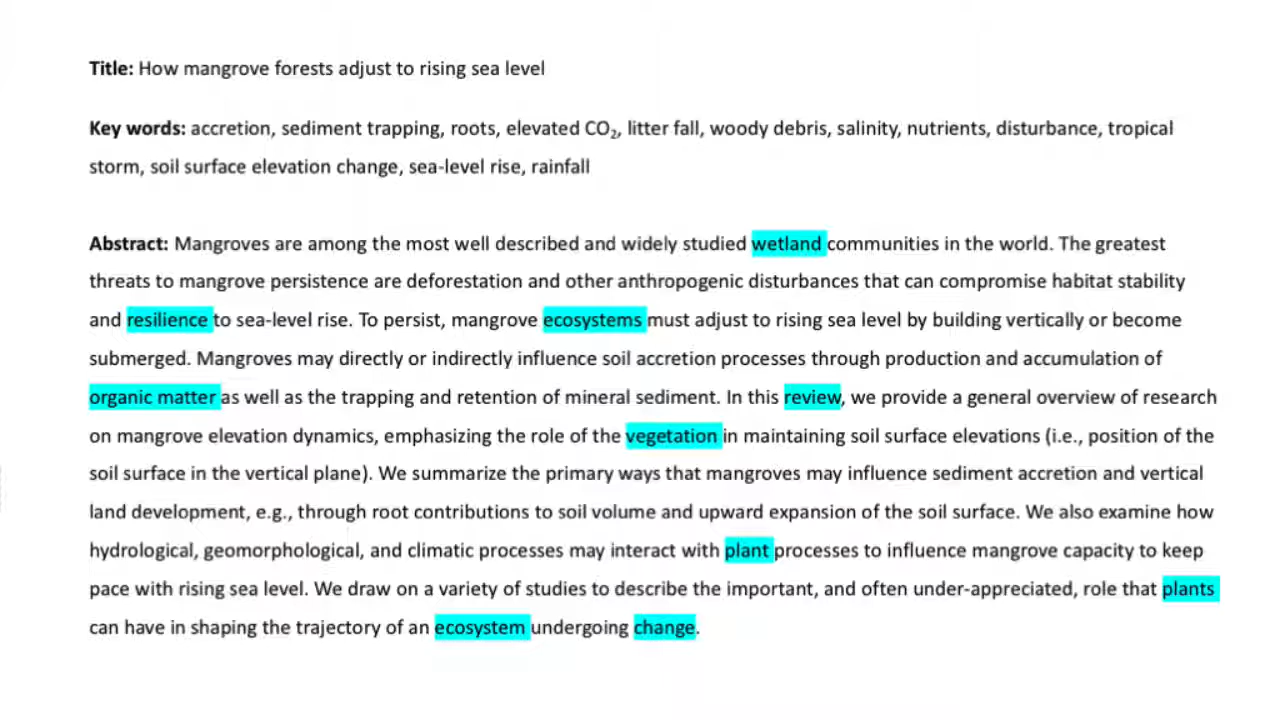 Title: How mangrove forests adjust to rising sea level
Key words: accretion, sediment trapping, roots, elevated CO₂, litter fall, woody debris, salinity, nutrients, disturbance, tropical
storm, soil surface elevation change, sea-level rise, rainfall
Abstract: Mangroves are among the most well described and widely studied wetland communities in the world. The greatest
threats to mangrove persistence are deforestation and other anthropogenic disturbances that can compromise habitat stability
and resilience to sea-level rise. To persist, mangrove ecosystems must adjust to rising sea level by building vertically or become
submerged. Mangroves may directly or indirectly influence soil accretion processes through production and accumulation of
organic matter as well as the trapping and retention of mineral sediment. In this review, we provide a general overview of research
on mangrove elevation dynamics, emphasizing the role of the vegetation in maintaining soil surface elevations (i.e., position of the
soil surface in the vertical plane). We summarize the primary ways that mangroves may influence sediment accretion and vertical
land development, e.g., through root contributions to soil volume and upward expansion of the soil surface. We also examine how
hydrological, geomorphological, and climatic processes may interact with plant processes to influence mangrove capacity to keep
pace with rising sea level. We draw on a variety of studies to describe the important, and often under-appreciated, role that plants
can have in shaping the trajectory of an ecosystem undergoing change.